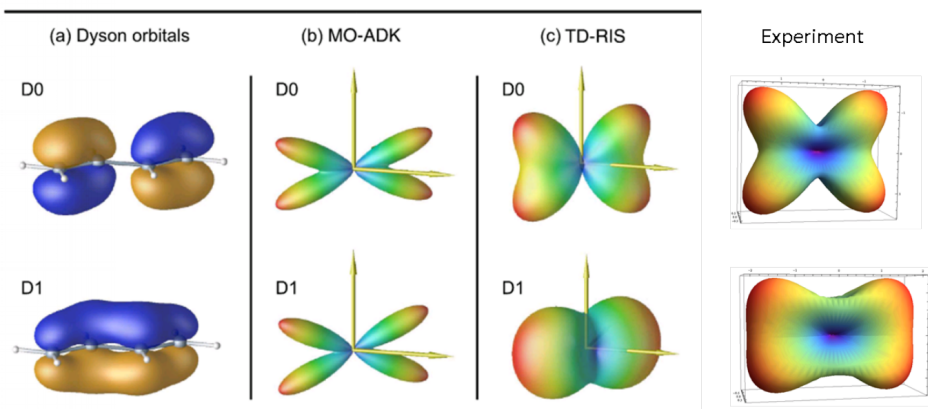 (a) Dyson orbitals
(b) MO-ADK
(c) TD-RIS
Experiment
D0
D0
D0
D1
D1
D1